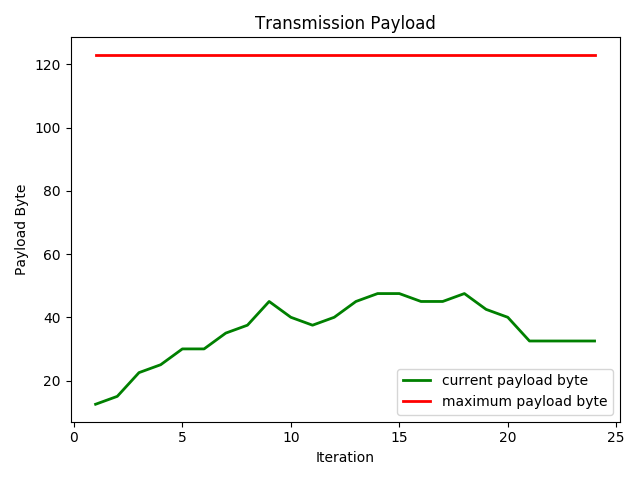 Transmission Payload
120
100
80
60
40
20
Payload Byte
0
5
10
15
20
25
Iteration
current payload byte
maximum payload byte